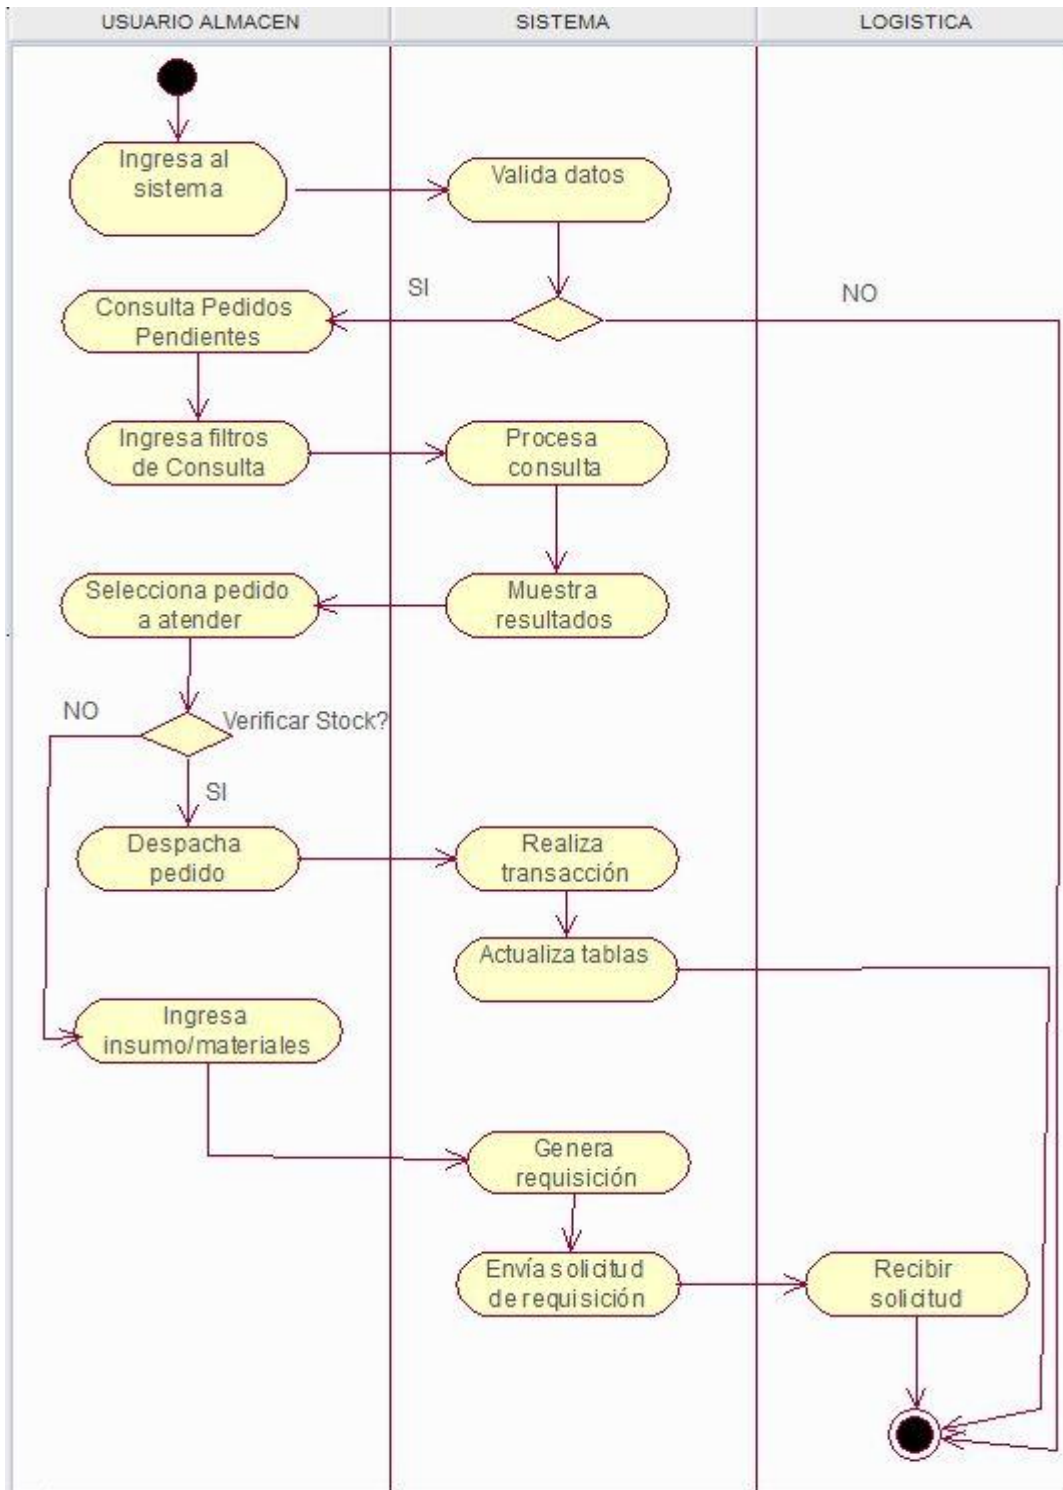 USUARIO ALMACEN
SISTEMA
LOGISTICA
Ingresa al
sistema
Valida datos
SI
NO
Consulta Pedidos
Pendientes
Ingresa filtros
de Consulta
Procesa
consulta
Selecciona pedido
a atender
Muestra
resultados
NO
Verificar Stock?
SI
Despacha
pedido
Realiza
transacción
Actualiza tablas
Ingresa
insumo/materiales
Genera
requisición
Envía solicitud
de requisición
Recibir
solicitud